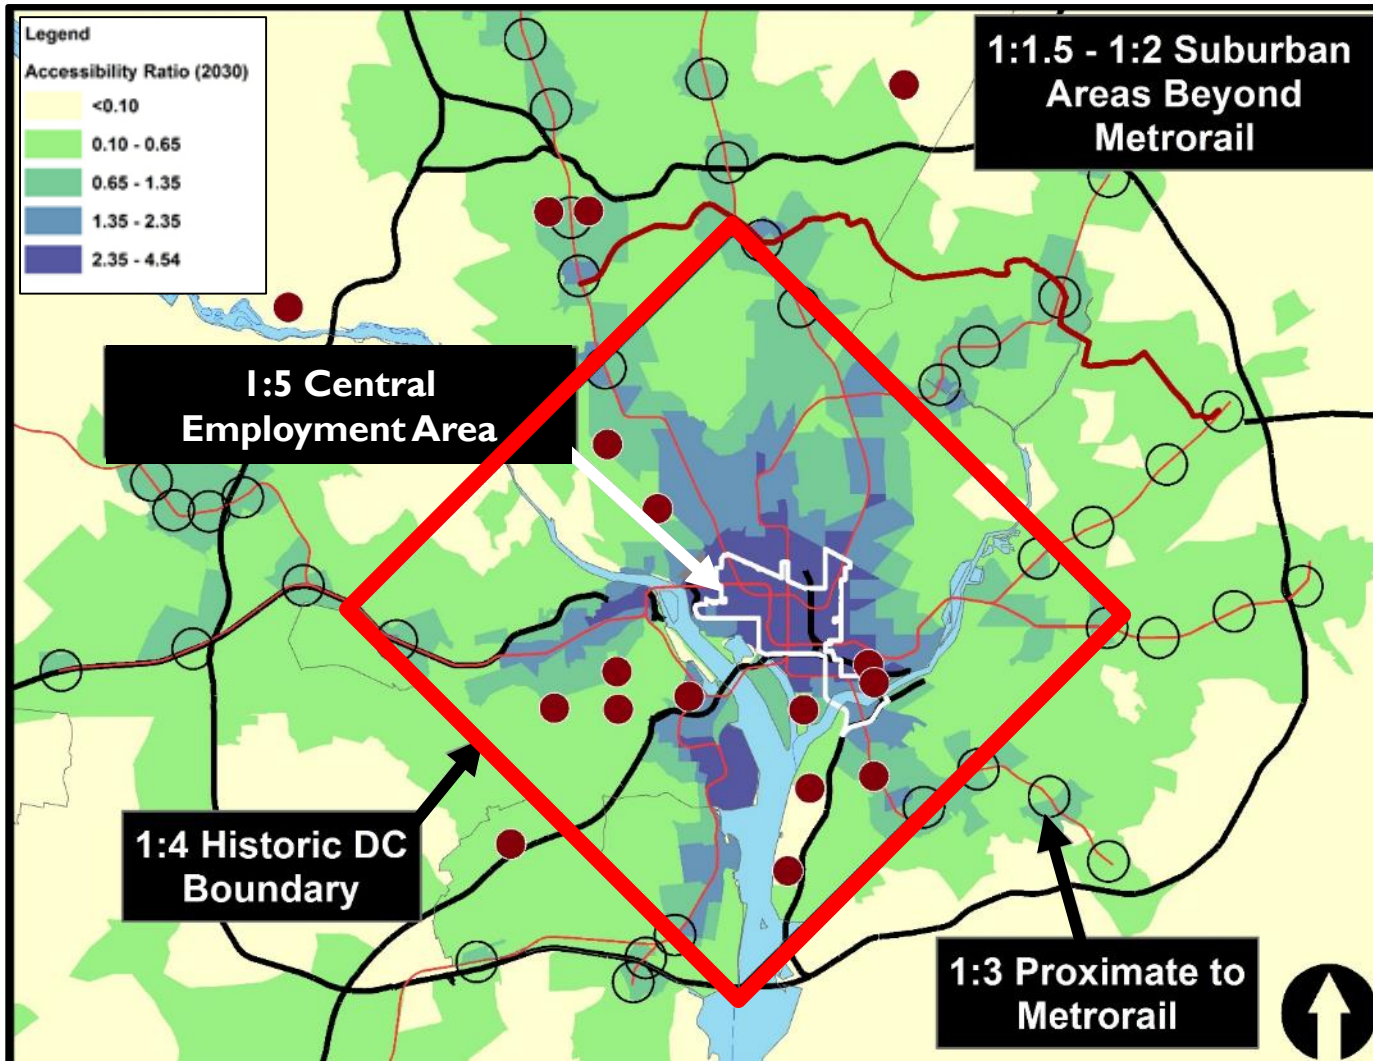 Legend
Accessibility Ratio (2030)
<0.10
0.10 - 0.65
0.65 - 1.35
1.35 - 2.35
2.35 - 4.54
1:1.5 - 1:2 Suburban
Areas Beyond
Metrorail
1:5 Central
Employment Area
1:4 Historic DC
Boundary
1:3 Proximate to
Metrorail